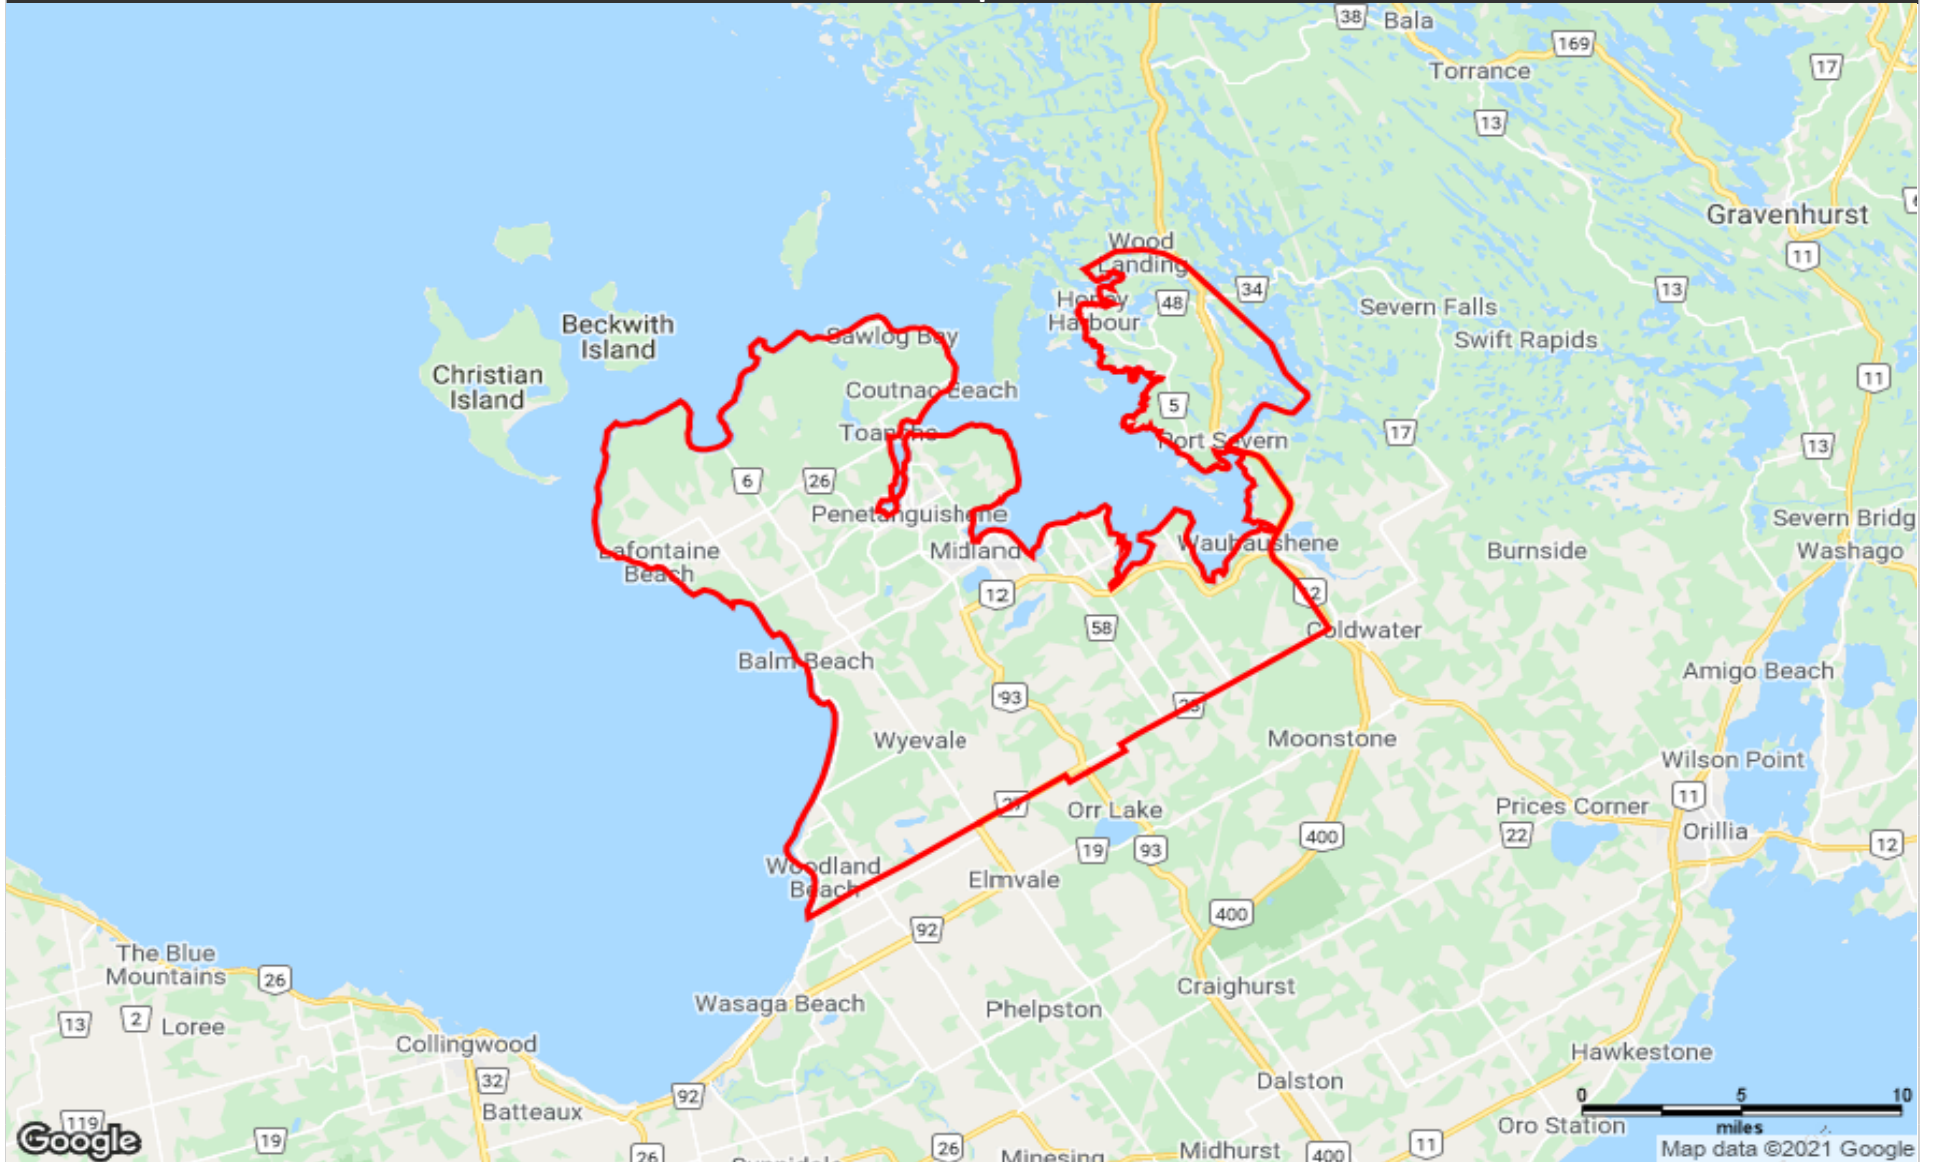 38
Bala
169
Torrance
17
13
Gravenhurst
11
Wood
Landing
34
13
Honey
Harbour
48
Severn Falls
Swift Rapids
Beckwith
Island
Sawlog Bay
Christian
Island
Coutnac Beach
11
5
Toanche
Port Severn
17
13
6
26
Penetanguishene
Severn Bridg
Lafontaine
Beach
Midland
Waubaushene
Burnside
Washago
12
12
58
Coldwater
Balm Beach
Amigo Beach
93
23
Wyevale
Moonstone
Wilson Point
27
Orr Lake
Prices Corner
11
400
22
Orillia
19
93
12
Woodland
Beach
Elmvale
400
92
The Blue
Mountains
26
Craighurst
Wasaga Beach
Phelpston
13
2
Loree
Collingwood
Hawkestone
32
Dalston
92
Batteaux
0 5 10
miles
119
Google
19
Oro Station
26
26
Minesing
Midhurst
400
11
Map data ©2021 Google